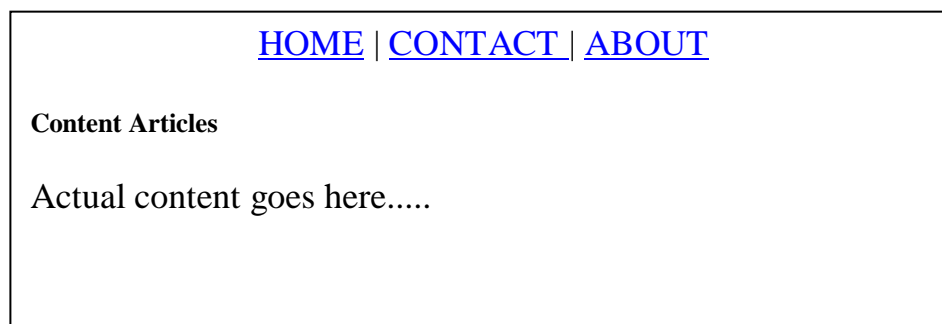 HOME | CONTACT | ABOUT
Content Articles
Actual content goes here.....